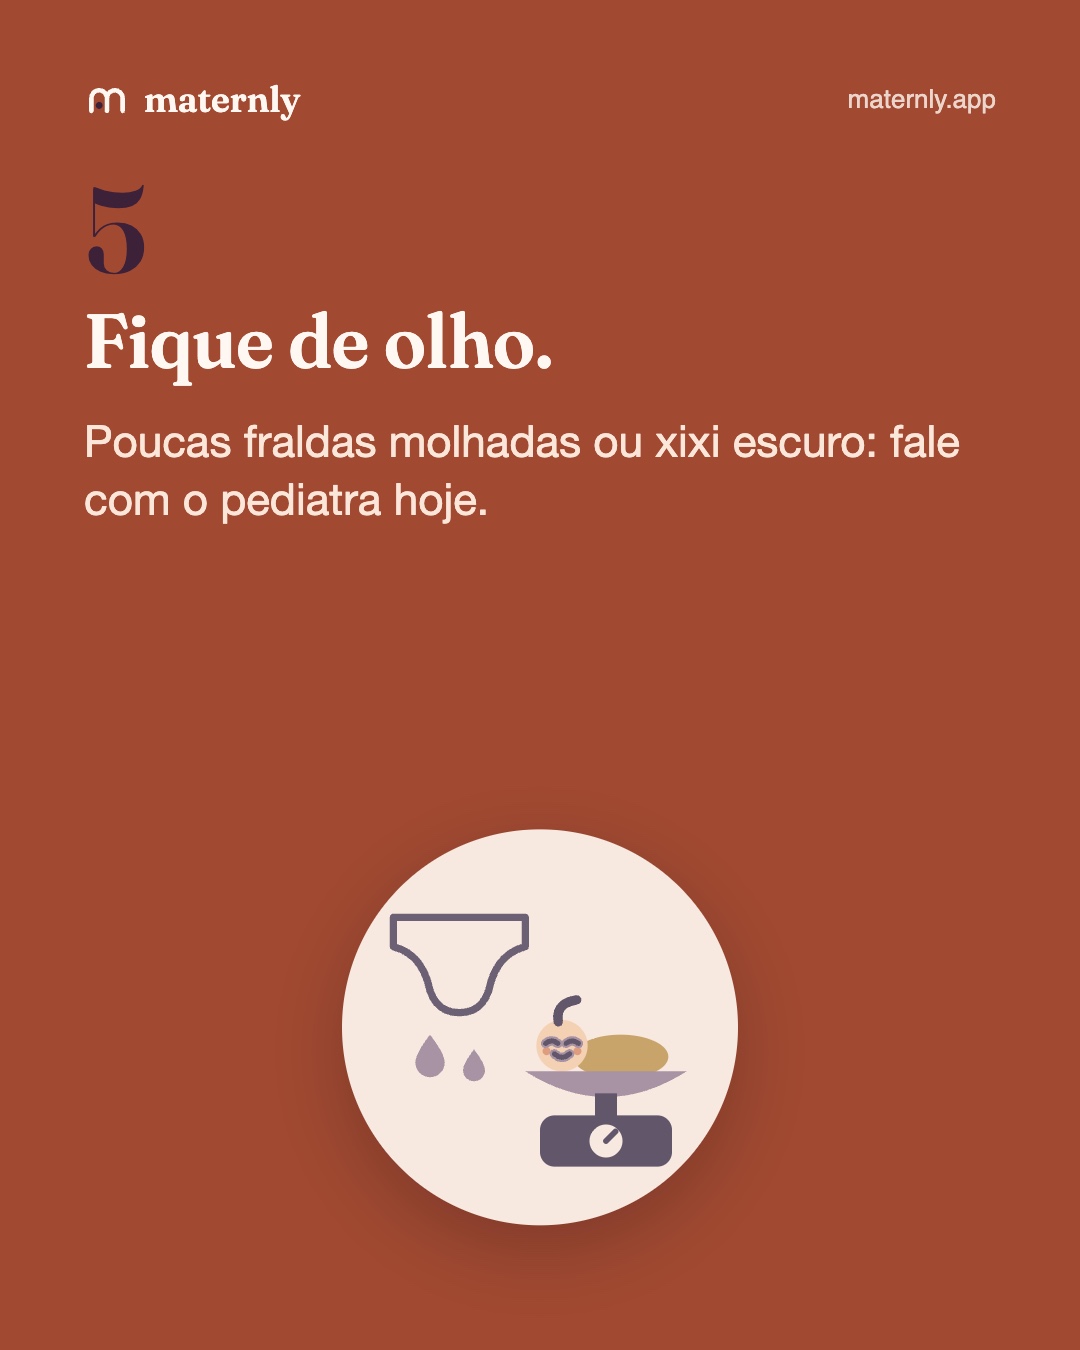 maternly
maternly.app
5
Fique de olho.
Poucas fraldas molhadas ou xixi escuro: fale
com o pediatra hoje.